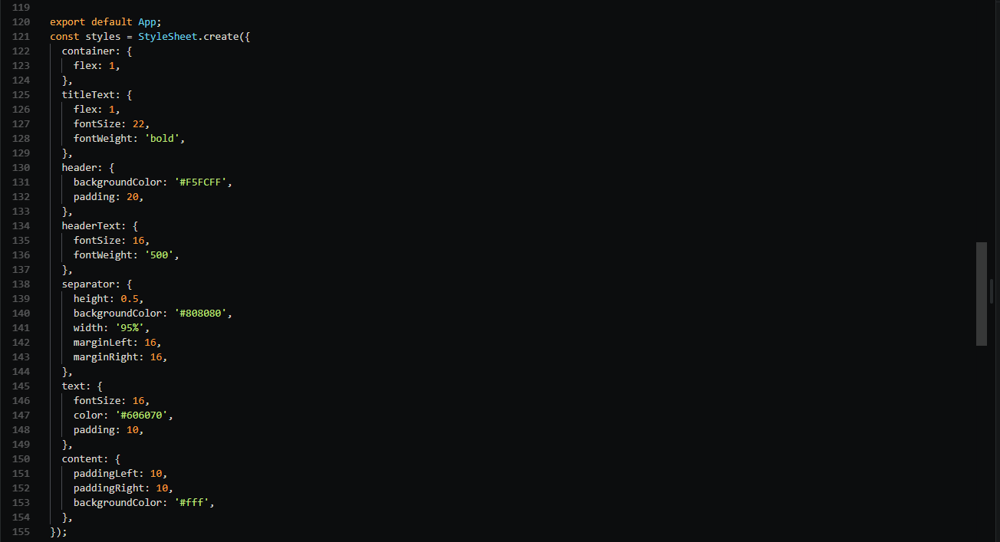 119
120 export default App;
121 const styles = StyleSheet.create({
122   container: {
123     flex: 1,
124   },
125   titleText: {
126     flex: 1,
127     fontSize: 22,
128     fontWeight: 'bold',
129   },
130   header: {
131     backgroundColor: '#F5FCFF',
132     padding: 20,
133   },
134   headerText: {
135     fontSize: 16,
136     fontWeight: '500',
137   },
138   separator: {
139     height: 0.5,
140     backgroundColor: '#808080',
141     width: '95%',
142     marginLeft: 16,
143     marginRight: 16,
144   },
145   text: {
146     fontSize: 16,
147     color: '#606070',
148     padding: 10,
149   },
150   content: {
151     paddingLeft: 10,
152     paddingRight: 10,
153     backgroundColor: '#fff',
154   },
155 });